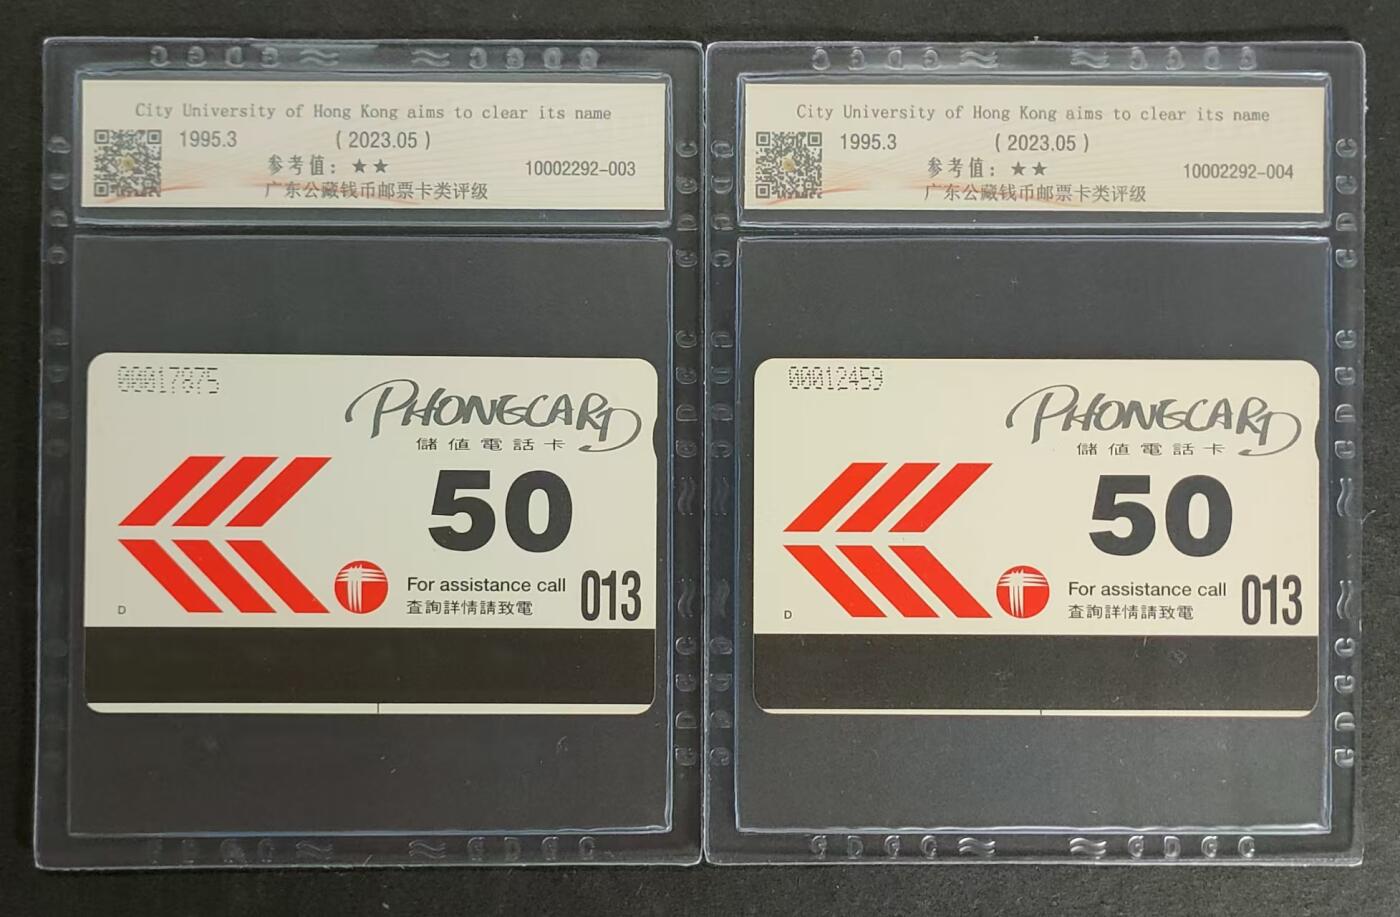 City University of Hong Kong aims to clear its name
1995.3 (2023.05)
参考值：★★
10002292-003
广东公藏钱币邮票卡类评级
00017875
PHONECARD
儲值電話卡
50
For assistance call 013
查詢詳情請致電
D
City University of Hong Kong aims to clear its name
1995.3 (2023.05)
参考值：★★
10002292-004
广东公藏钱币邮票卡类评级
00012459
PHONECARD
儲值電話卡
50
For assistance call 013
查詢詳情請致電
D